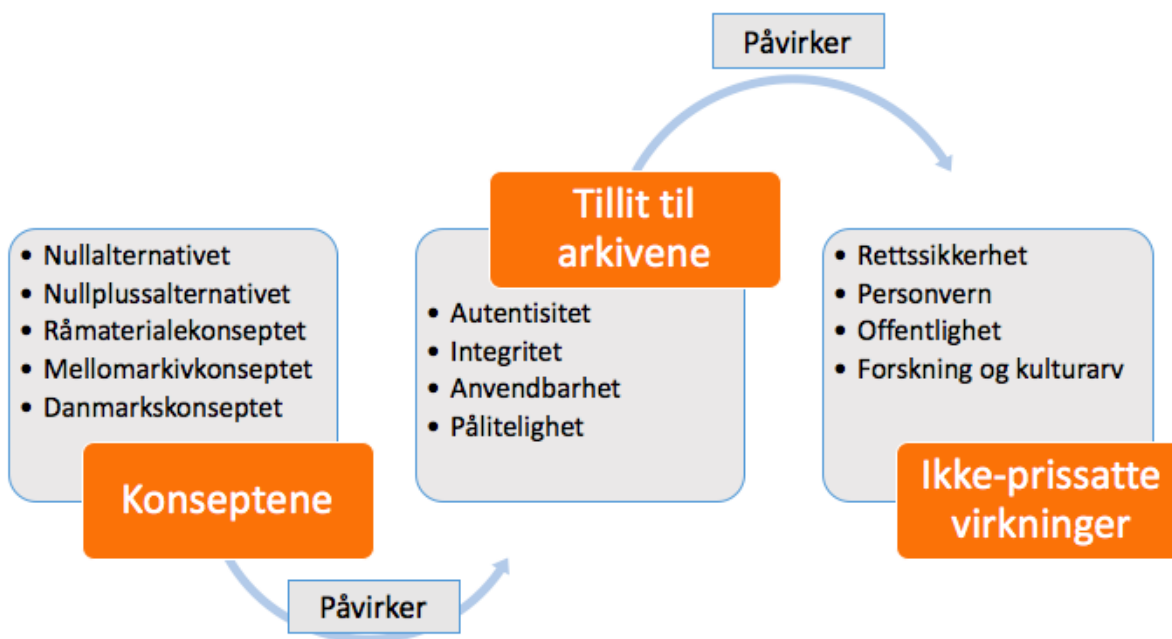 • Nullalternativet
• Nullplussalternativet
• Råmaterialekonseptet
• Mellomarkivkonseptet
• Danmarkskonseptet
Konseptene
Påvirker
Tillit til
arkivene
• Autentisitet
• Integritet
• Anvendbarhet
• Pålitelighet
Påvirker
• Rettssikkerhet
• Personvern
• Offentlighet
• Forskning og kulturarv
Ikke-prissatte
virkninger